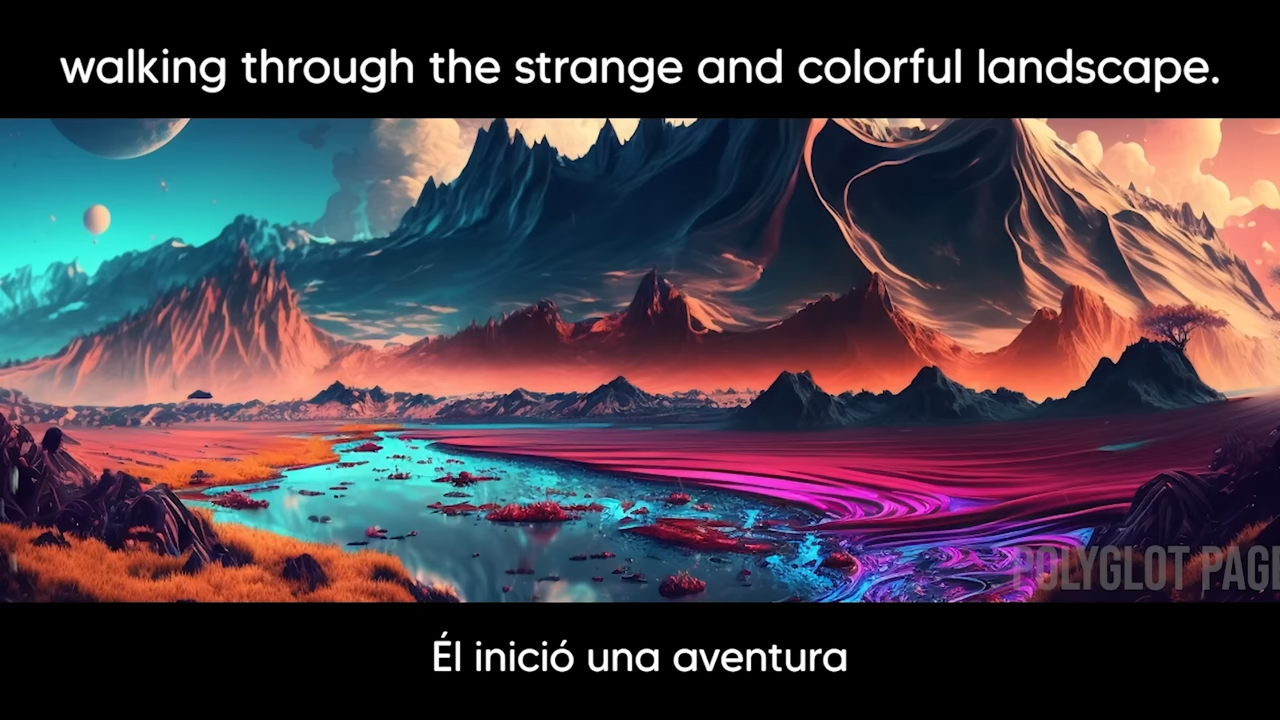 walking through the strange and colorful landscape.
POLYGLOT PAGE
Él inició una aventura